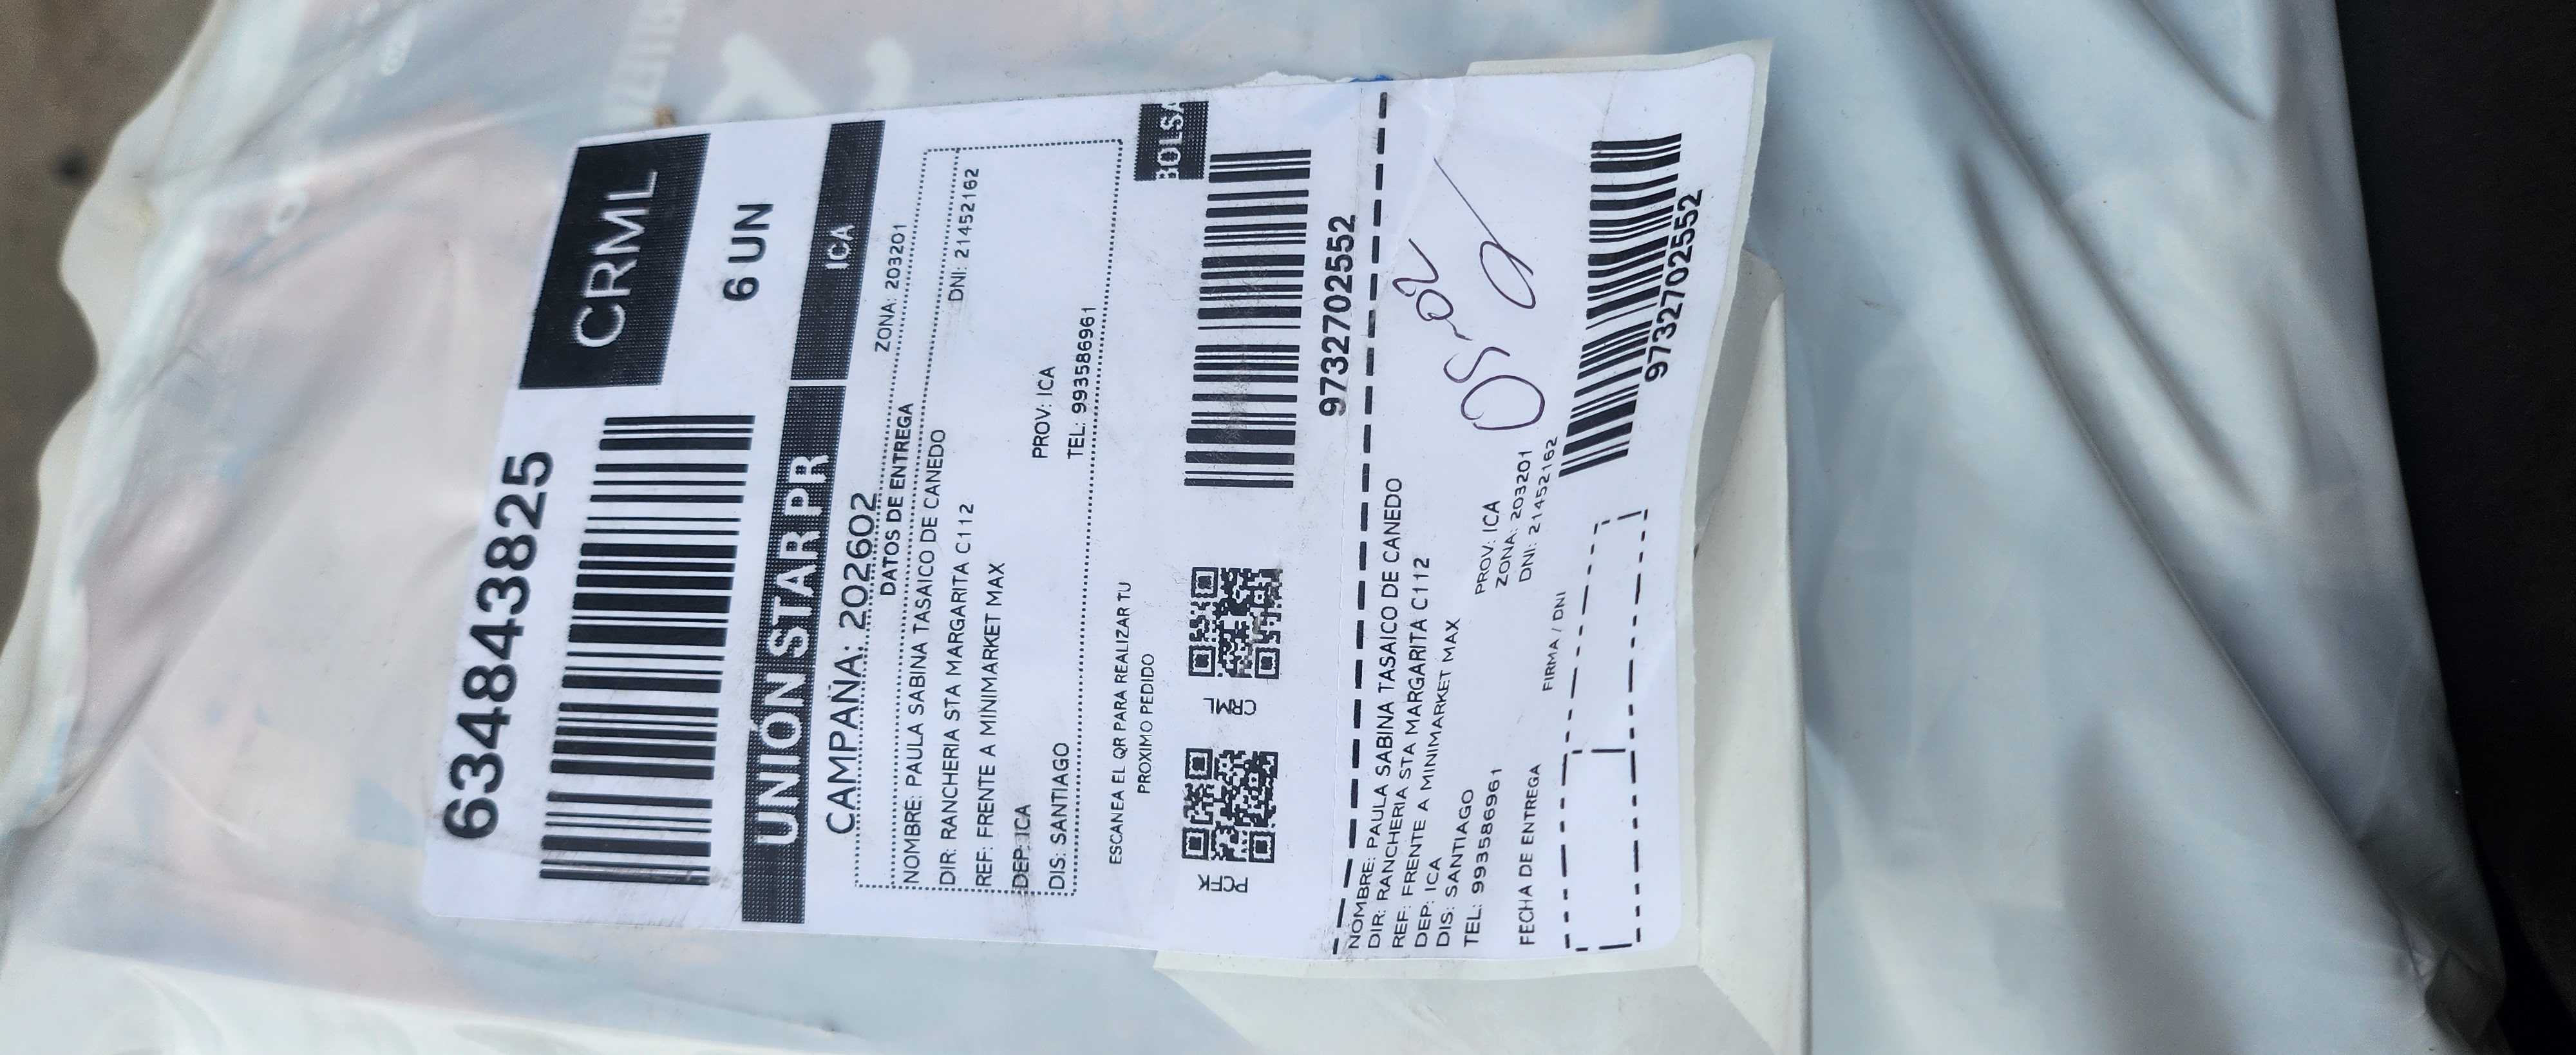 6348438825
CRML
6 UN
UNIÓN STAR PR
ICA
CAMPAÑA: 202602
ZONA: 203201
DATOS DE ENTREGA
NOMBRE: PAULA SABINA TASAICO DE CANEDO
DIR: RANCHERIA STA MARGARITA C112
DNI: 21452162
REF: FRENTE A MINIMARKET MAX
DEP: ICA
PROV: ICA
DIS: SANTIAGO
TEL: 993586961
ESCANEA EL QR PARA REALIZAR TU
PROXIMO PEDIDO
BOLSA
PCFK
CRML
9732702552
NOMBRE: PAULA SABINA TASAICO DE CANEDO
DIR: RANCHERIA STA MARGARITA C112
REF: FRENTE A MINIMARKET MAX
DEP: ICA
PROV: ICA
DIS: SANTIAGO
ZONA: 203201
TEL: 993586961
DNI: 21452162
05-02
FECHA DE ENTREGA
FIRMA / DNI
9732702552